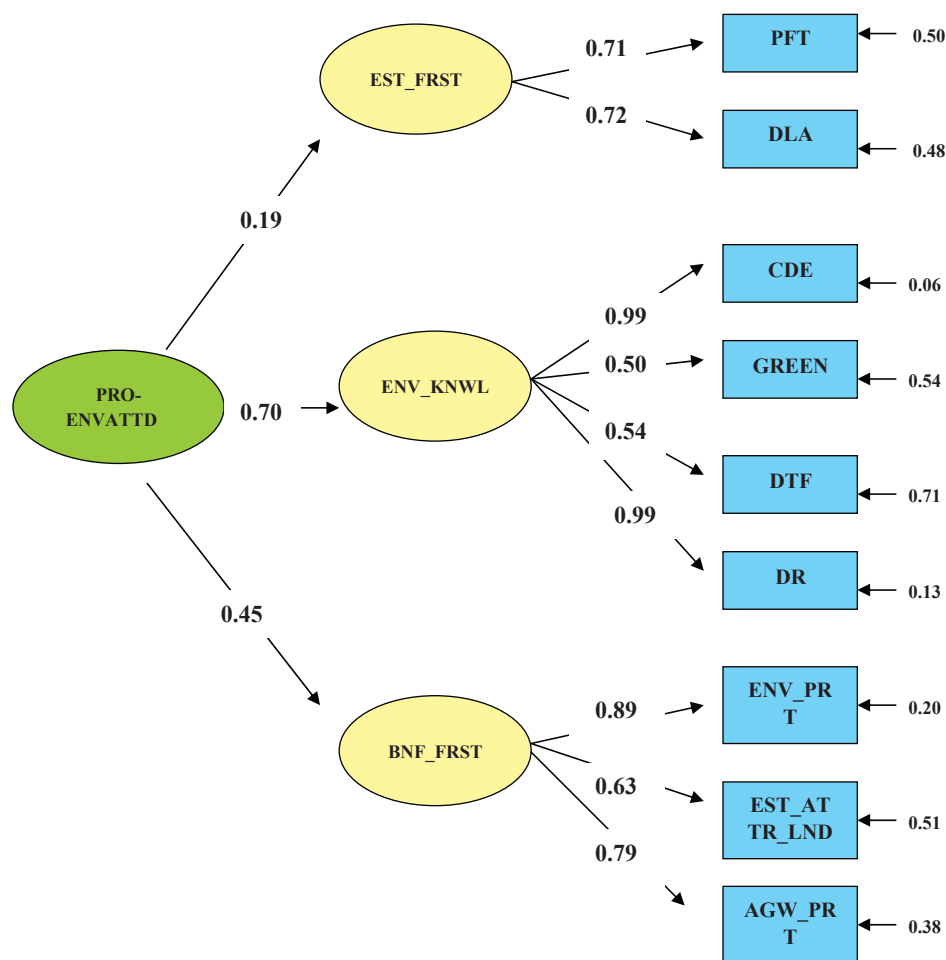 0.71
PFT
0.50
EST_FRST
0.72
DLA
0.48
0.19
CDE
0.06
0.99
PRO-
ENVATTD
0.70
ENV_KNWL
0.50
GREEN
0.54
0.54
DTF
0.71
0.99
DR
0.13
0.45
0.89
ENV_PR
T
0.20
BNF_FRST
0.63
EST_AT
TR_LND
0.51
0.79
AGW_PR
T
0.38